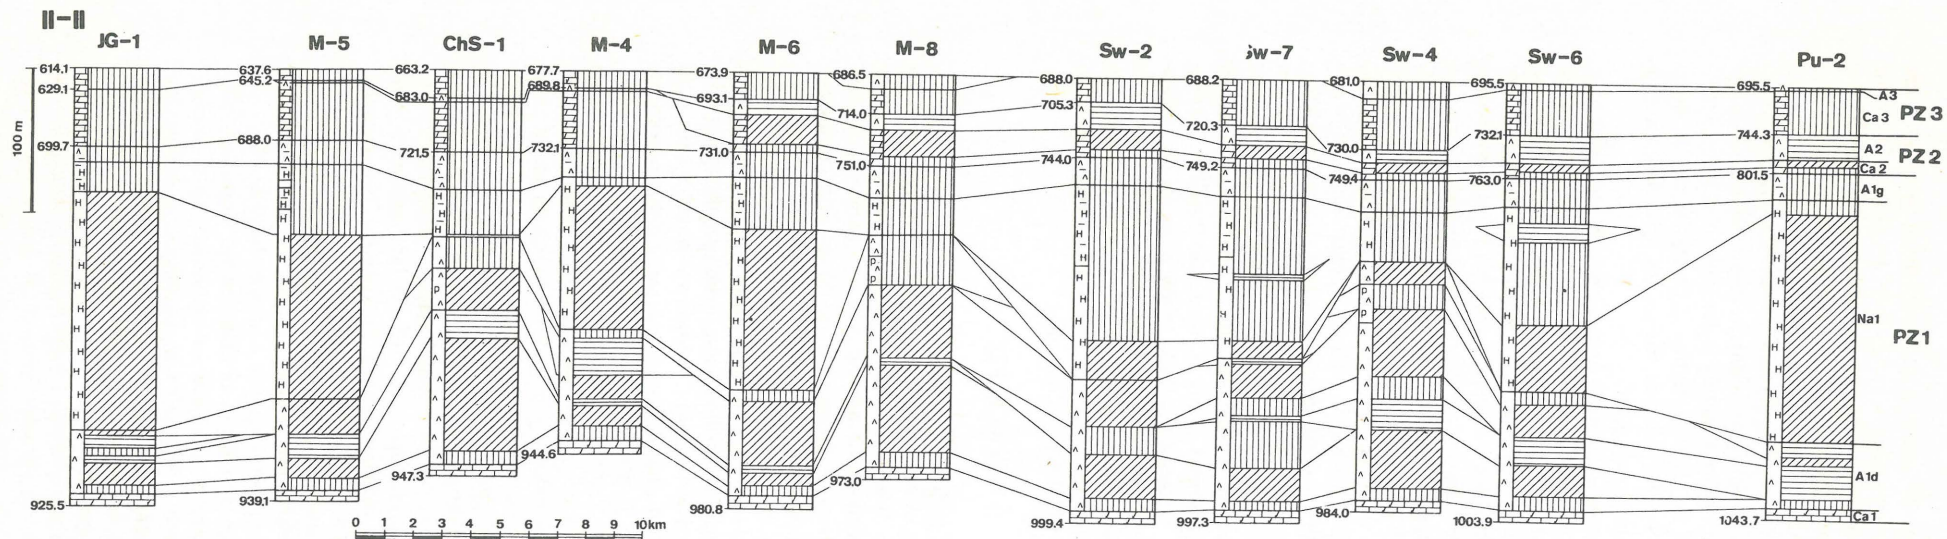 II-II
JG-1 M-5 ChS-1 M-4 M-6 M-8 Sw-2 Sw-7 Sw-4 Sw-6 Pu-2
614.1 637.6 663.2 677.7 673.9 686.5 688.0 688.2 681.0 695.5 695.5
629.1 645.2 683.0 689.8 693.1 714.0 705.3 720.3 730.0 732.1 744.3
699.7 688.0 721.5 732.1 731.0 751.0 744.0 749.2 749.4 763.0 801.5
100 m
A3
Ca 3 PZ 3
A2 PZ 2
Ca 2
A1g
Na1 PZ1
A1d
Ca 1
925.5 939.1 947.3 944.6 980.8 973.0 999.4 997.3 984.0 1003.9 1043.7
0 1 2 3 4 5 6 7 8 9 10km